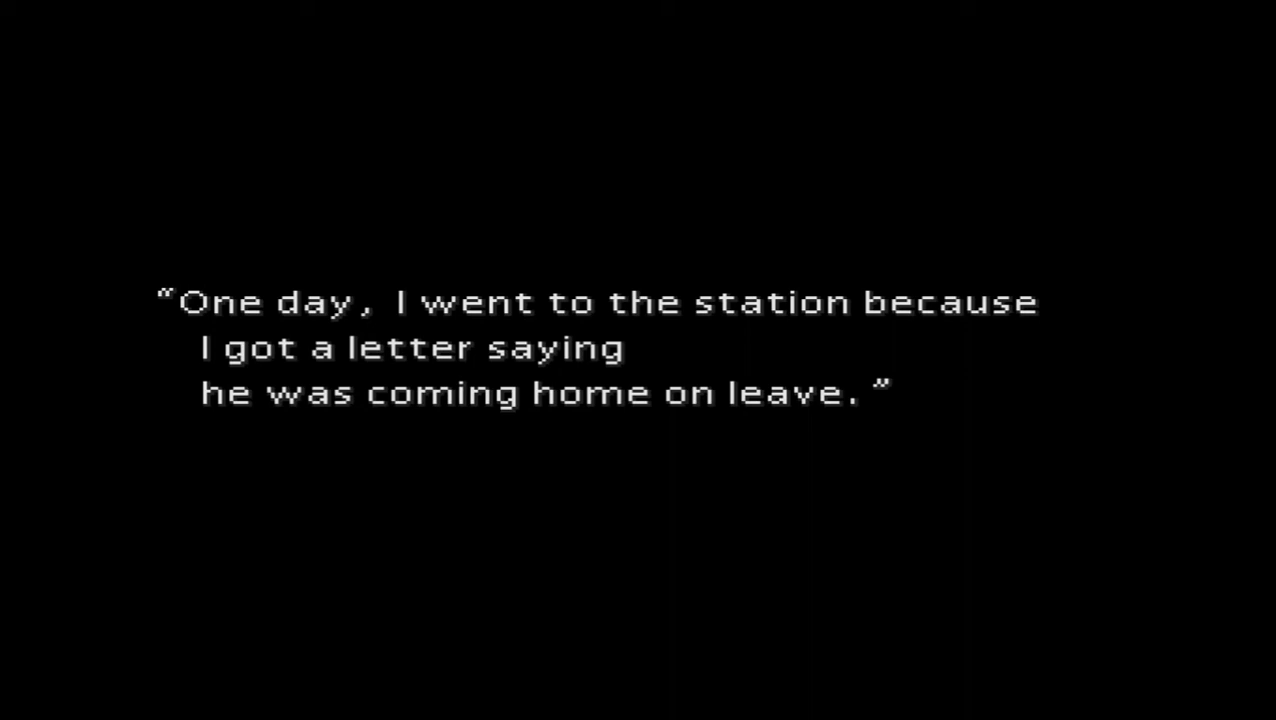 “One day, I went to the station because
I got a letter saying
he was coming home on leave.”